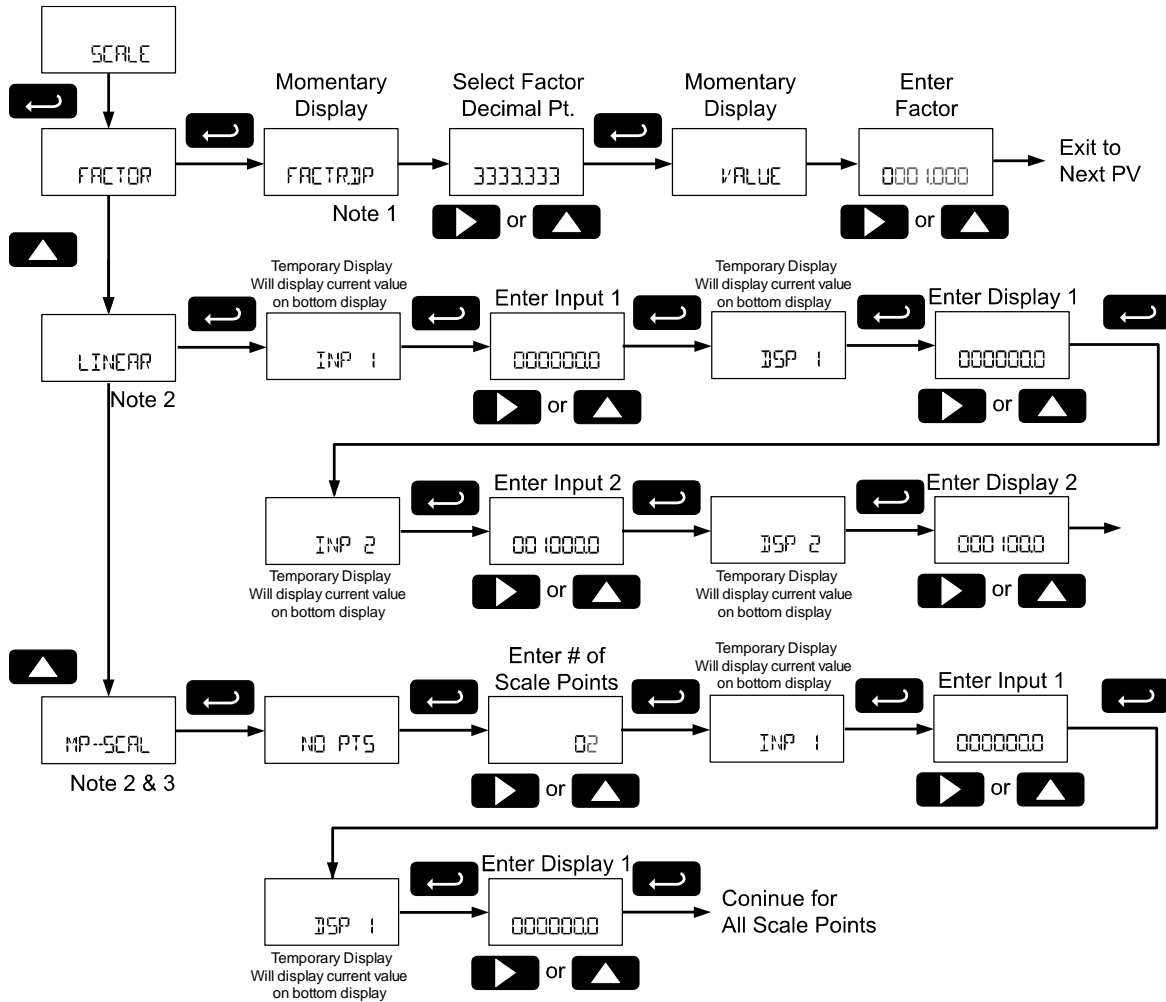 SCALE
Momentary
Display
Select Factor
Decimal Pt.
Momentary
Display
Enter
Factor
FACTOR
FACTR.DP
3333.333
VALUE
0001.000
Exit to
Next PV
Note 1
or
or
Temporary Display
Will display current value
on bottom display
Enter Input 1
Temporary Display
Will display current value
on bottom display
Enter Display 1
LINEAR
INP 1
000000.0
DSP 1
000000.0
Note 2
or
or
Enter Input 2
Enter Display 2
INP 2
001000.0
DSP 2
000100.0
Temporary Display
Will display current value
on bottom display
or
Temporary Display
Will display current value
on bottom display
or
Enter # of
Scale Points
Temporary Display
Will display current value
on bottom display
Enter Input 1
MP-SCAL
NO PTS
02
INP 1
000000.0
Note 2 & 3
or
or
Enter Display 1
DSP 1
000000.0
Coninue for
All Scale Points
Temporary Display
Will display current value
on bottom display
or